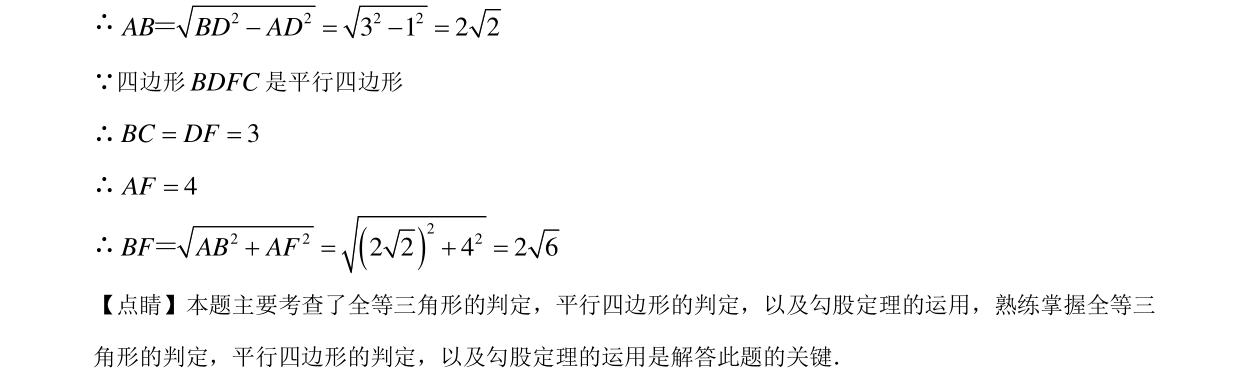 ∴ AB=√(BD²－AD²) = √(3²－1²) = 2√2
∵四边形 BDFC 是平行四边形
∴ BC = DF = 3
∴ AF = 4
∴ BF=√(AB²+AF²) = √((2√2)²+4²) = 2√6
【点睛】本题主要考查了全等三角形的判定，平行四边形的判定，以及勾股定理的运用，熟练掌握全等三
角形的判定，平行四边形的判定，以及勾股定理的运用是解答此题的关键．